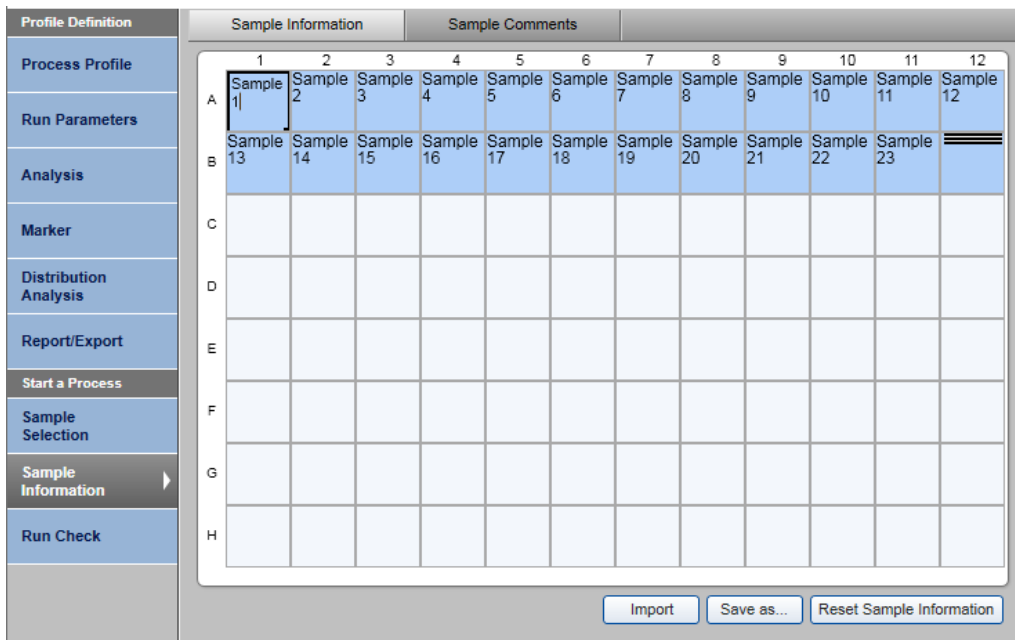 Profile Definition
Process Profile
Run Parameters
Analysis
Marker
Distribution
Analysis
Report/Export
Start a Process
Sample
Selection
Sample
Information
Run Check
Sample Information Sample Comments
1 2 3 4 5 6 7 8 9 10 11 12
A
Sample Sample Sample Sample Sample Sample Sample Sample Sample Sample Sample Sample
1 2 3 4 5 6 7 8 9 10 11 12
B
Sample Sample Sample Sample Sample Sample Sample Sample Sample Sample Sample
13 14 15 16 17 18 19 20 21 22 23
C
D
E
F
G
H
Import Save as... Reset Sample Information